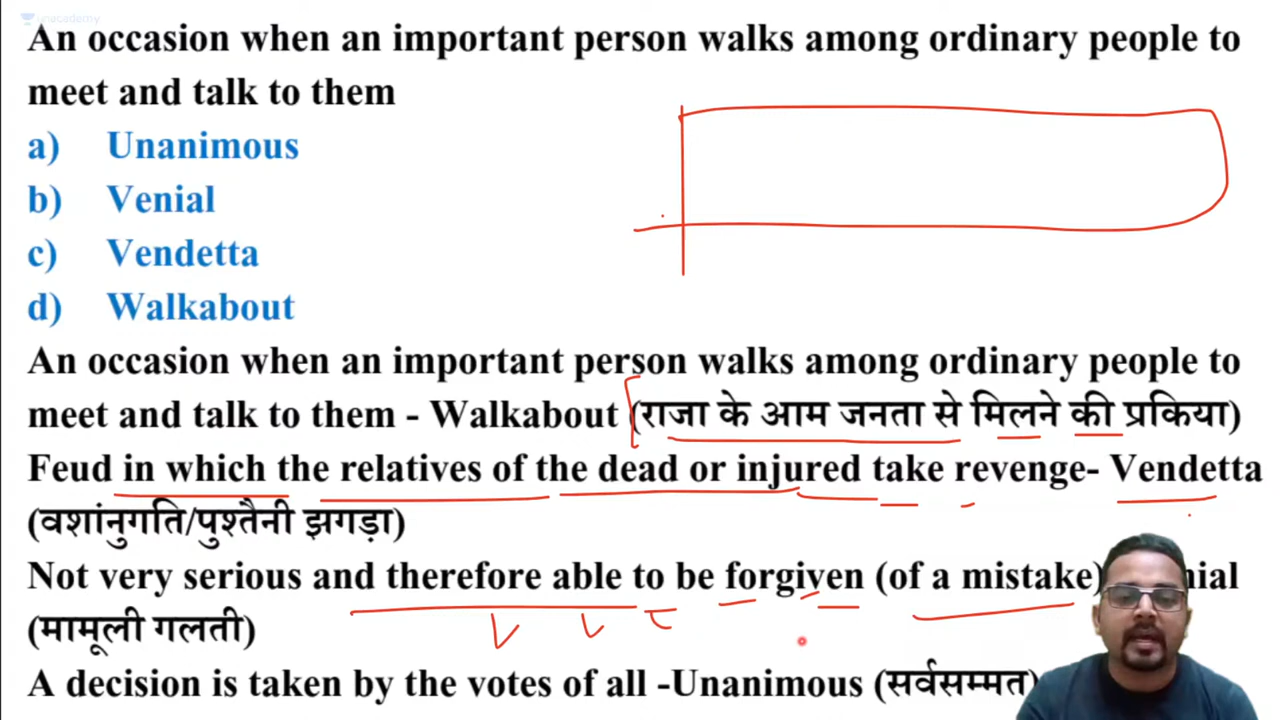 unacademy
An occasion when an important person walks among ordinary people to
meet and talk to them
a) Unanimous
b) Venial
c) Vendetta
d) Walkabout
An occasion when an important person walks among ordinary people to
meet and talk to them - Walkabout (राजा के आम जनता से मिलने की प्रकिया)
Feud in which the relatives of the dead or injured take revenge- Vendetta
(वशांनुगति/पुश्तैनी झगड़ा)
Not very serious and therefore able to be forgiven (of a mistake) nial
(मामूली गलती)
A decision is taken by the votes of all -Unanimous (सर्वसम्मत)